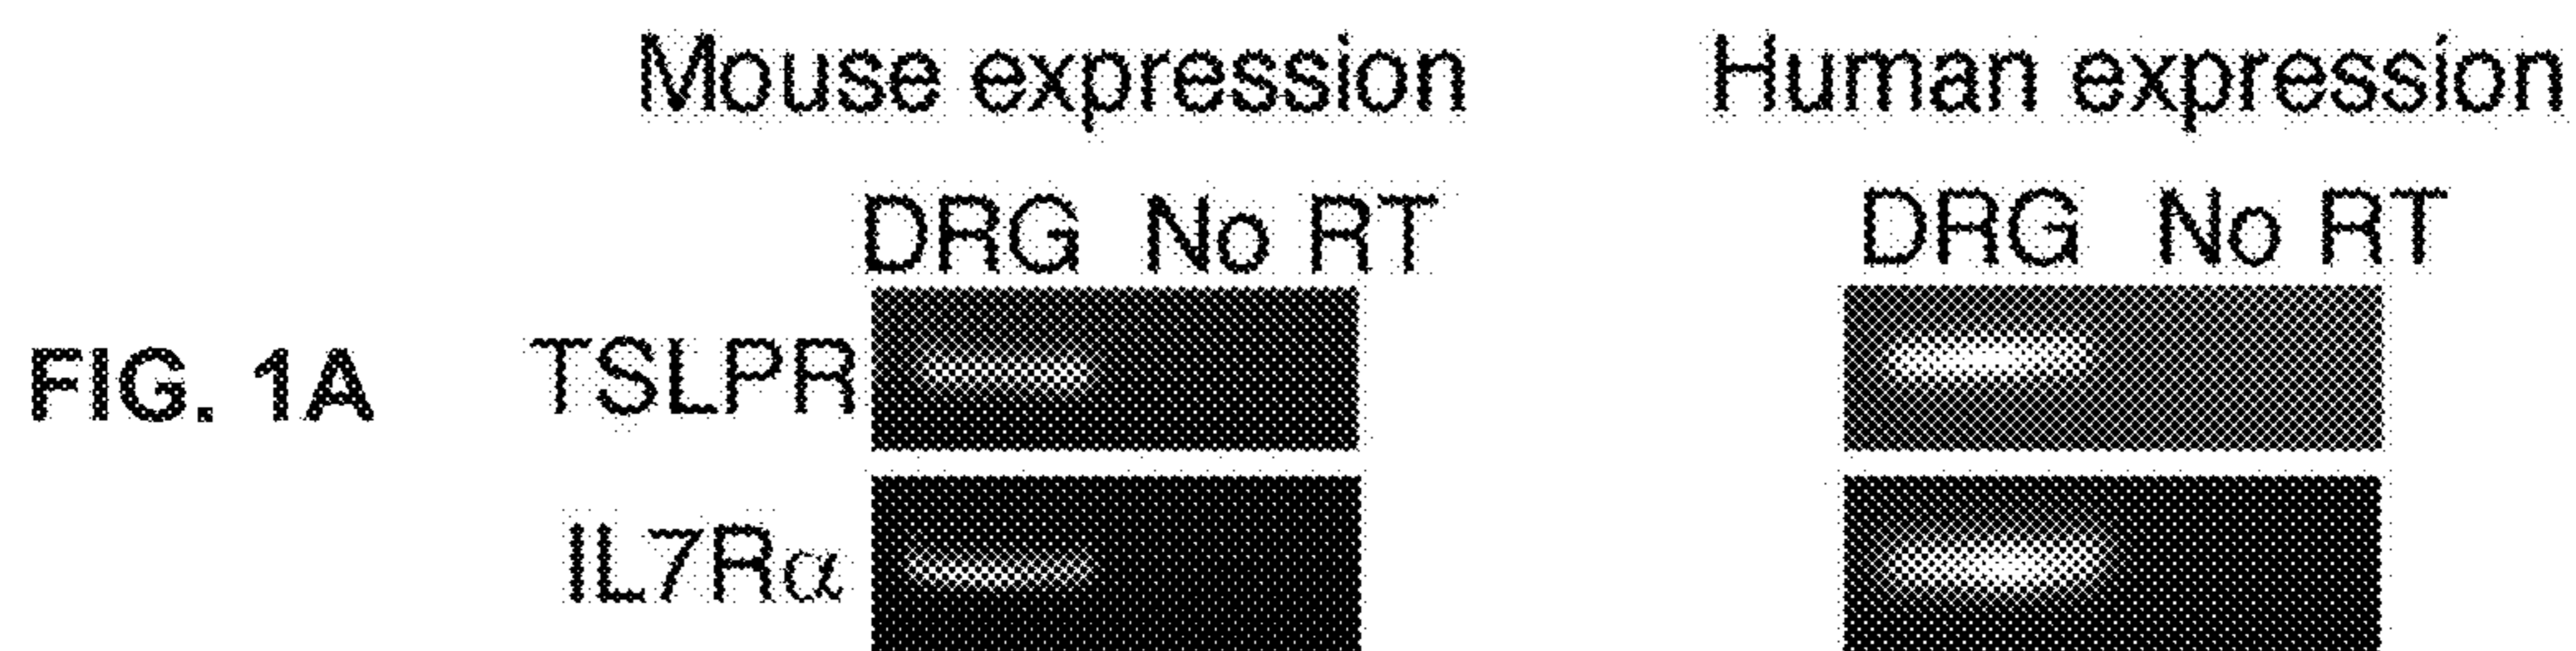 Mouse expression Human expression
DRG No RT DRG No RT
FIG. 1A TSLPR
IL7Rα